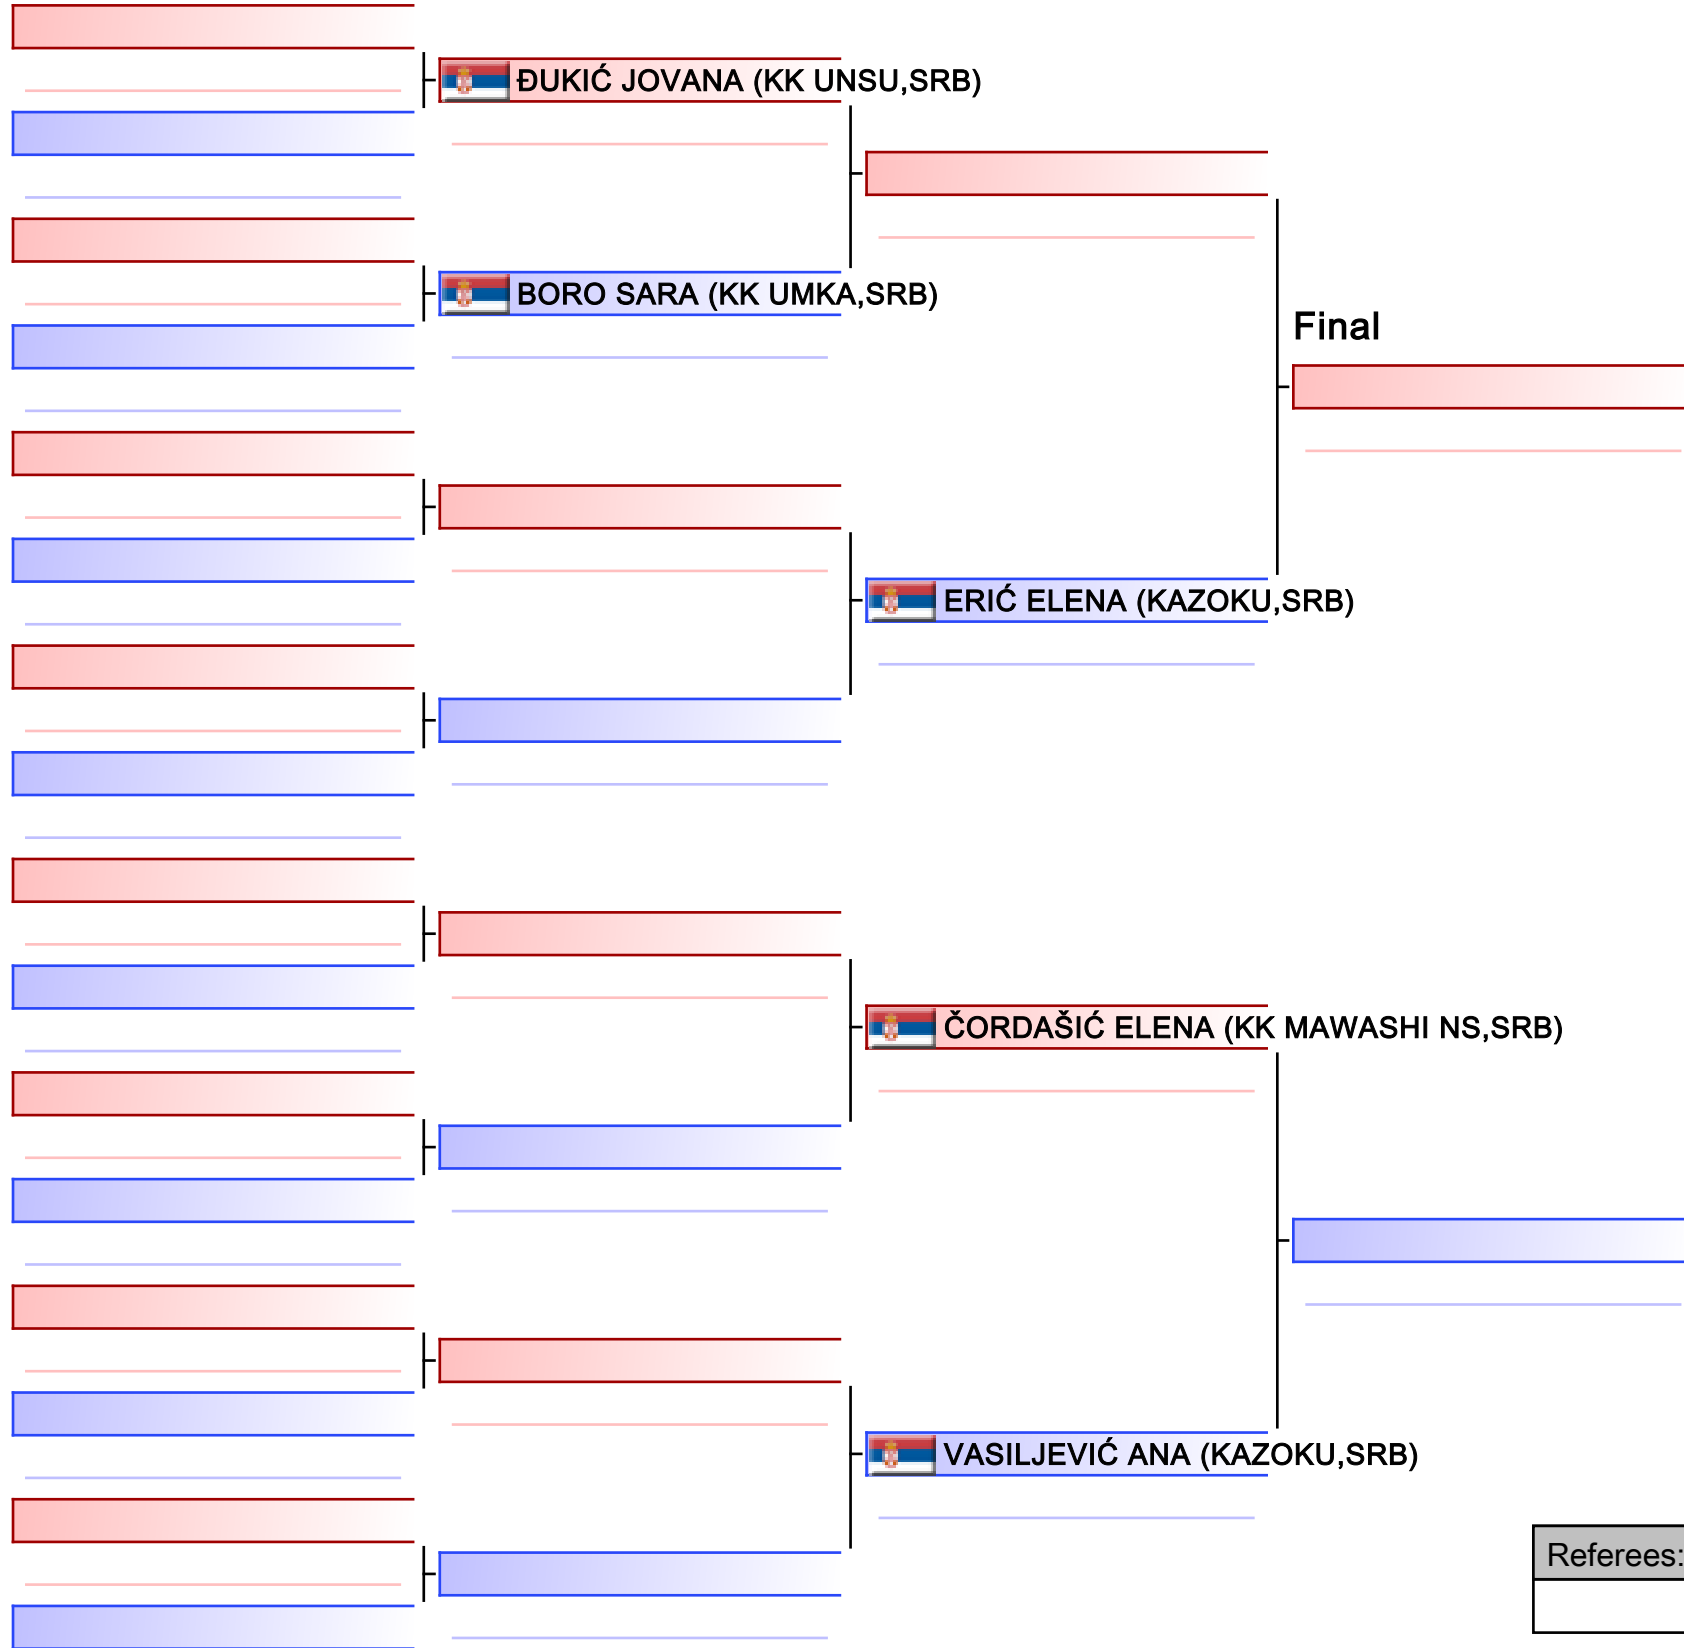 ĐUKIĆ JOVANA (KK UNSU,SRB)
BORO SARA (KK UMKA,SRB)
Final
ERIĆ ELENA (KAZOKU,SRB)
ČORDAŠIĆ ELENA (KK MAWASHI NS,SRB)
VASILJEVIĆ ANA (KAZOKU,SRB)
Referees: